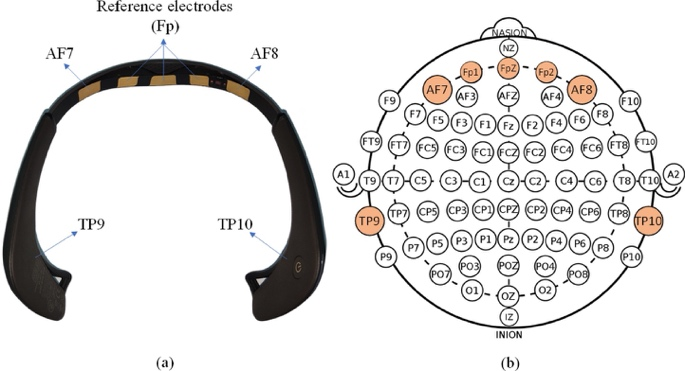 Reference electrodes
(Fp)
AF7
AF8
TP9
TP10
(a)
NASION
NZ
Fp1 FpZ Fp2
AF7 AF3 AFZ AF4 AF8
F9 F7 F5 F3 F1 Fz F2 F4 F6 F8 F10
FT9 FT7 FC5 FC3 FC1 FCZ FC2 FC4 FC6 FT8 FT10
A1 T9 T7 C5 C3 C1 Cz C2 C4 C6 T8 T10 A2
TP9 TP7 CP5 CP3 CP1 CPZ CP2 CP4 CP6 TP8 TP10
P9 P7 P5 P3 P1 Pz P2 P4 P6 P8 P10
PO7 PO3 POZ PO4 PO8
O1 OZ O2
IZ
INION
(b)